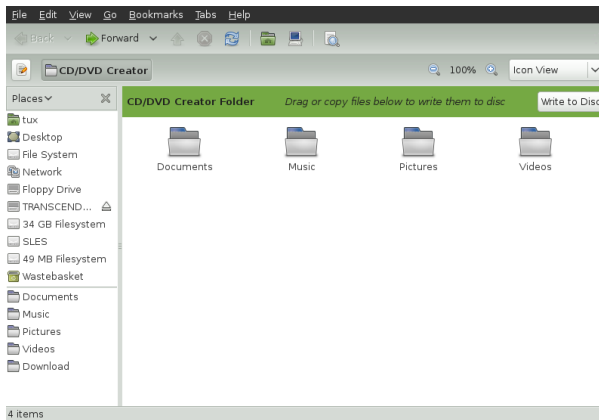 File Edit View Go Bookmarks Tabs Help
Back Forward
CD/DVD Creator 100% Icon View
Places
CD/DVD Creator Folder Drag or copy files below to write them to disc Write to Disc
tux
Desktop
File System
Network
Floppy Drive
TRANSCEND...
34 GB Filesystem
SLES
49 MB Filesystem
Wastebasket
Documents
Music
Pictures
Videos
Download
Documents Music Pictures Videos
4 items